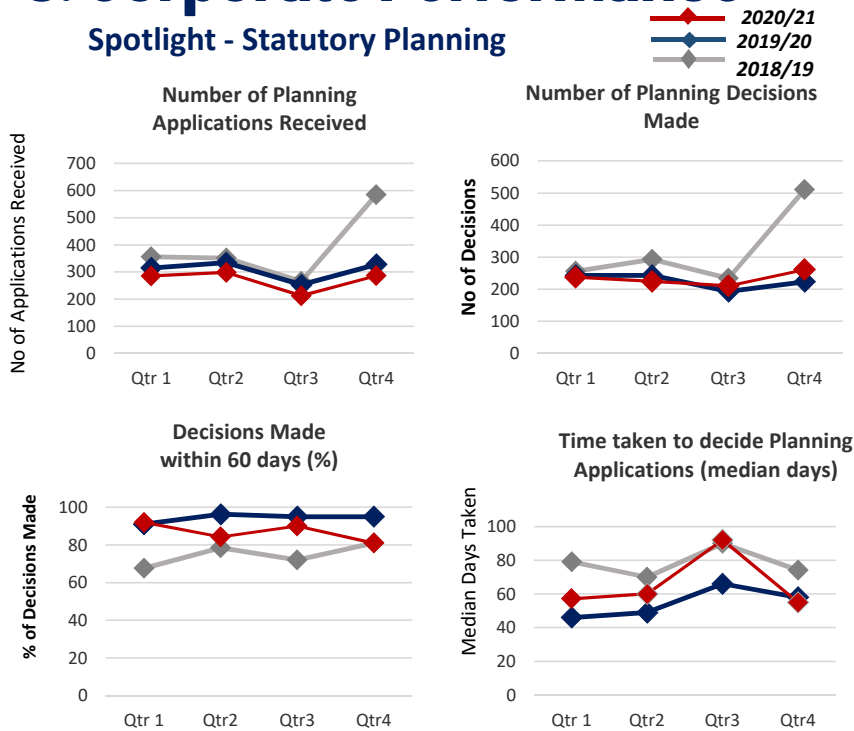 Spotlight - Statutory Planning
2020/21
2019/20
2018/19
Number of Planning
Applications Received
No of Applications Received
700
600
500
400
300
200
100
0
Qtr 1 Qtr2 Qtr3 Qtr4
Number of Planning Decisions
Made
No of Decisions
600
500
400
300
200
100
0
Qtr 1 Qtr2 Qtr3 Qtr4
Decisions Made
within 60 days (%)
% of Decisions Made
100
80
60
40
20
0
Qtr 1 Qtr2 Qtr3 Qtr4
Time taken to decide Planning
Applications (median days)
Median Days Taken
100
80
60
40
20
0
Qtr 1 Qtr2 Qtr3 Qtr4